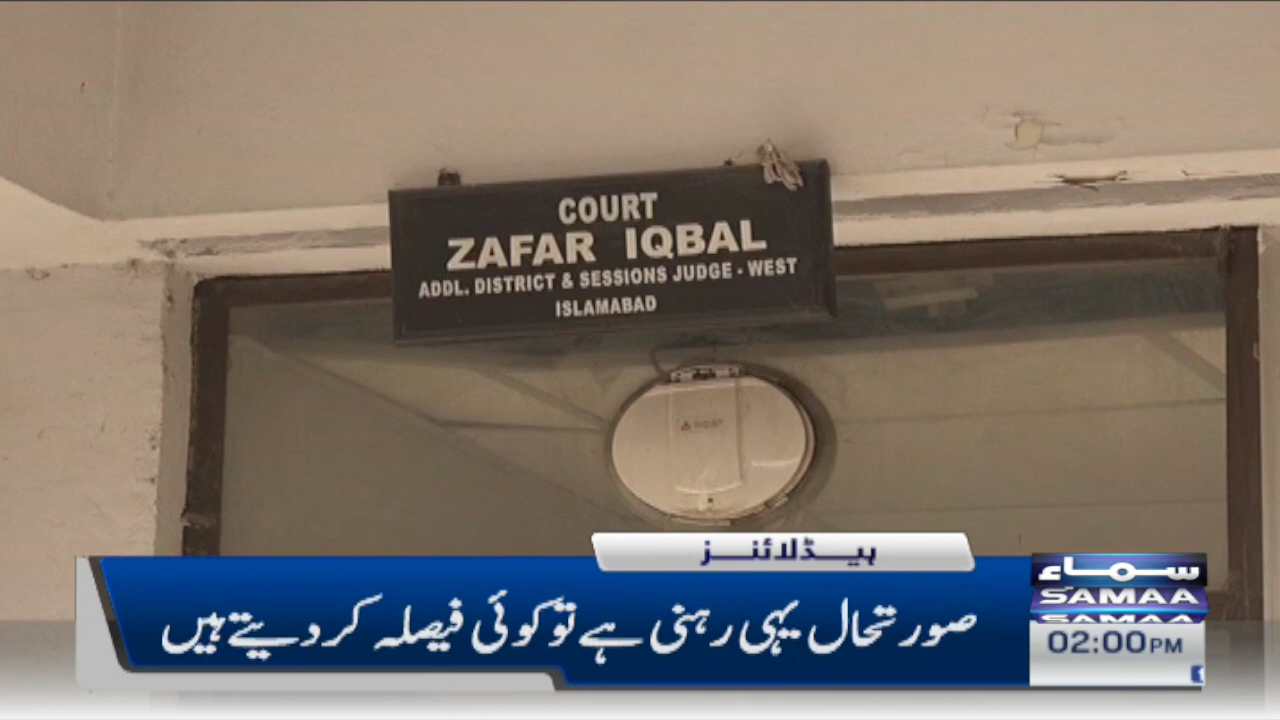 COURT
ZAFAR IQBAL
ADDL. DISTRICT & SESSIONS JUDGE - WEST
ISLAMABAD
ہیڈلائنز
صورتحال یہی رہنی ہے تو کوئی فیصلہ کر دیتے ہیں
سماء
SAMAA
SAMAA
02:00PM